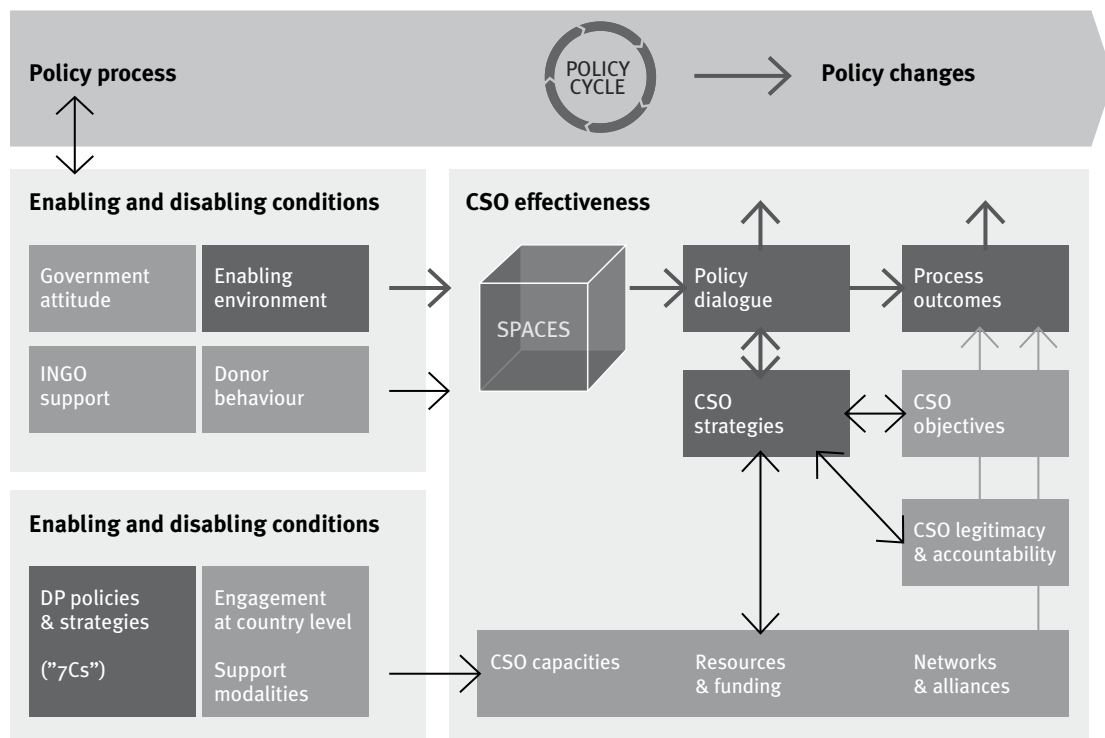 Policy process
POLICY
CYCLE
Policy changes
Enabling and disabling conditions
Government
attitude
Enabling
environment
INGO
support
Donor
behaviour
CSO effectiveness
SPACES
Policy
dialogue
Process
outcomes
CSO
strategies
CSO
objectives
CSO legitimacy
& accountability
Enabling and disabling conditions
DP policies
& strategies
(”7Cs”)
Engagement
at country level
Support
modalities
CSO capacities
Resources
& funding
Networks
& alliances